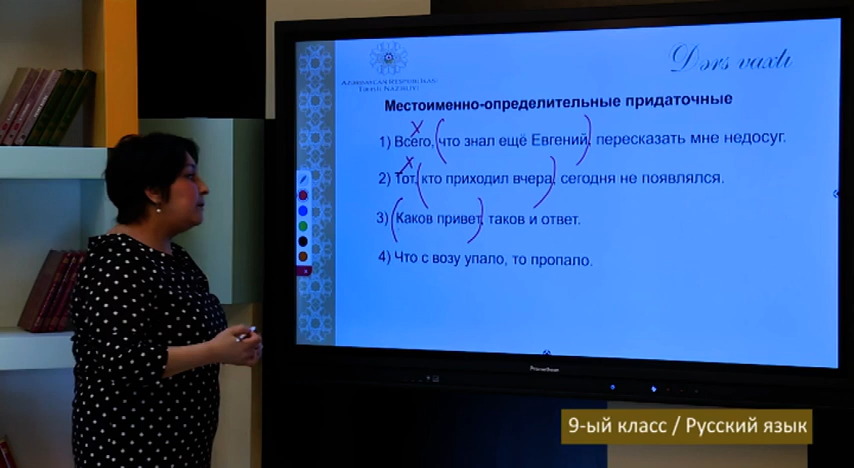 Dərs vaxtı
AZƏRBAYCAN RESPUBLİKASI
TƏHSİL NAZİRLİYİ
Местоименно-определительные придаточные
1) Всего, что знал ещё Евгений, пересказать мне недосуг.
2) Тот, кто приходил вчера, сегодня не появлялся.
3) Каков привет, таков и ответ.
4) Что с возу упало, то пропало.
Promethean
9-ый класс / Русский язык